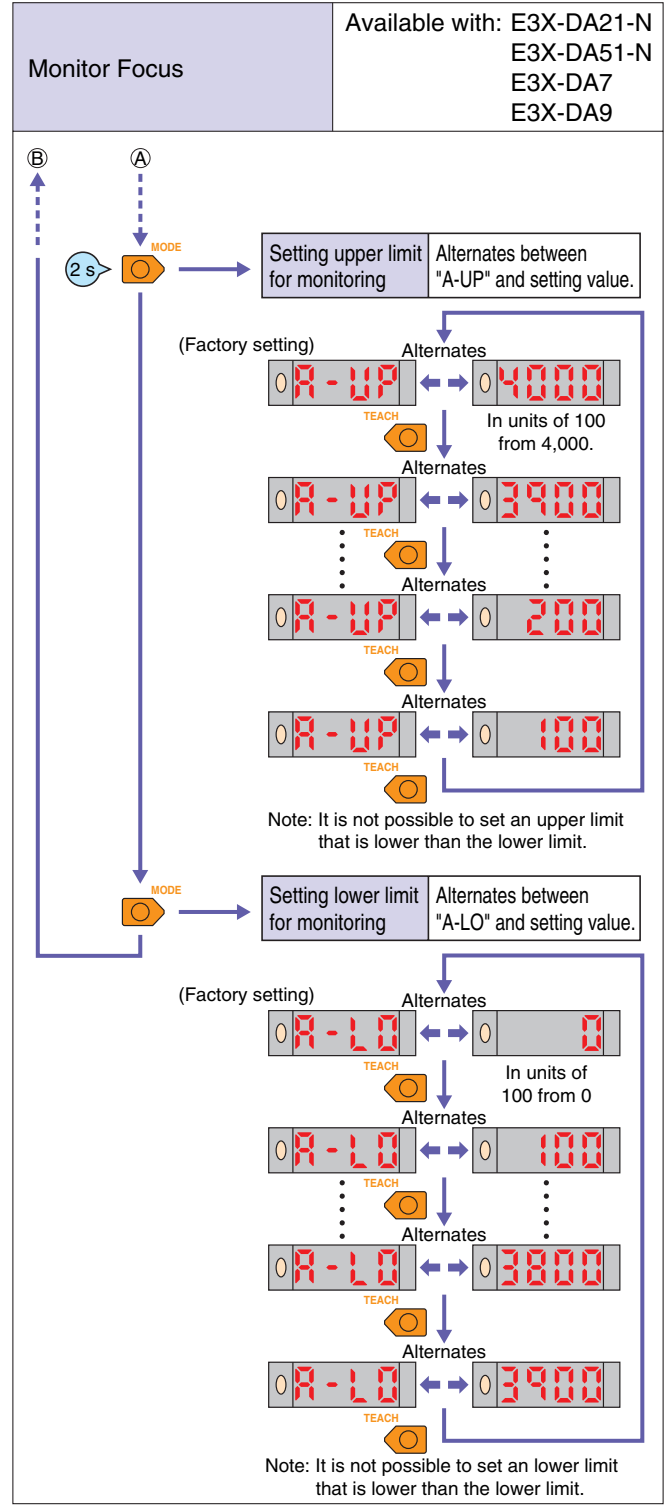 Monitor Focus
Available with: E3X-DA21-N
E3X-DA51-N
E3X-DA7
E3X-DA9
Ⓑ
Ⓐ
MODE
2 s
Setting upper limit
for monitoring
Alternates between
"A-UP" and setting value.
(Factory setting)
Alternates
A-UP
4000
TEACH
In units of 100
from 4,000.
Alternates
A-UP
3900
TEACH
Alternates
A-UP
200
TEACH
Alternates
A-UP
100
TEACH
Note: It is not possible to set an upper limit
that is lower than the lower limit.
MODE
Setting lower limit
for monitoring
Alternates between
"A-LO" and setting value.
(Factory setting)
Alternates
A-LO
0
TEACH
In units of
100 from 0
Alternates
A-LO
100
TEACH
Alternates
A-LO
3800
TEACH
Alternates
A-LO
3900
TEACH
Note: It is not possible to set an lower limit
that is lower than the lower limit.